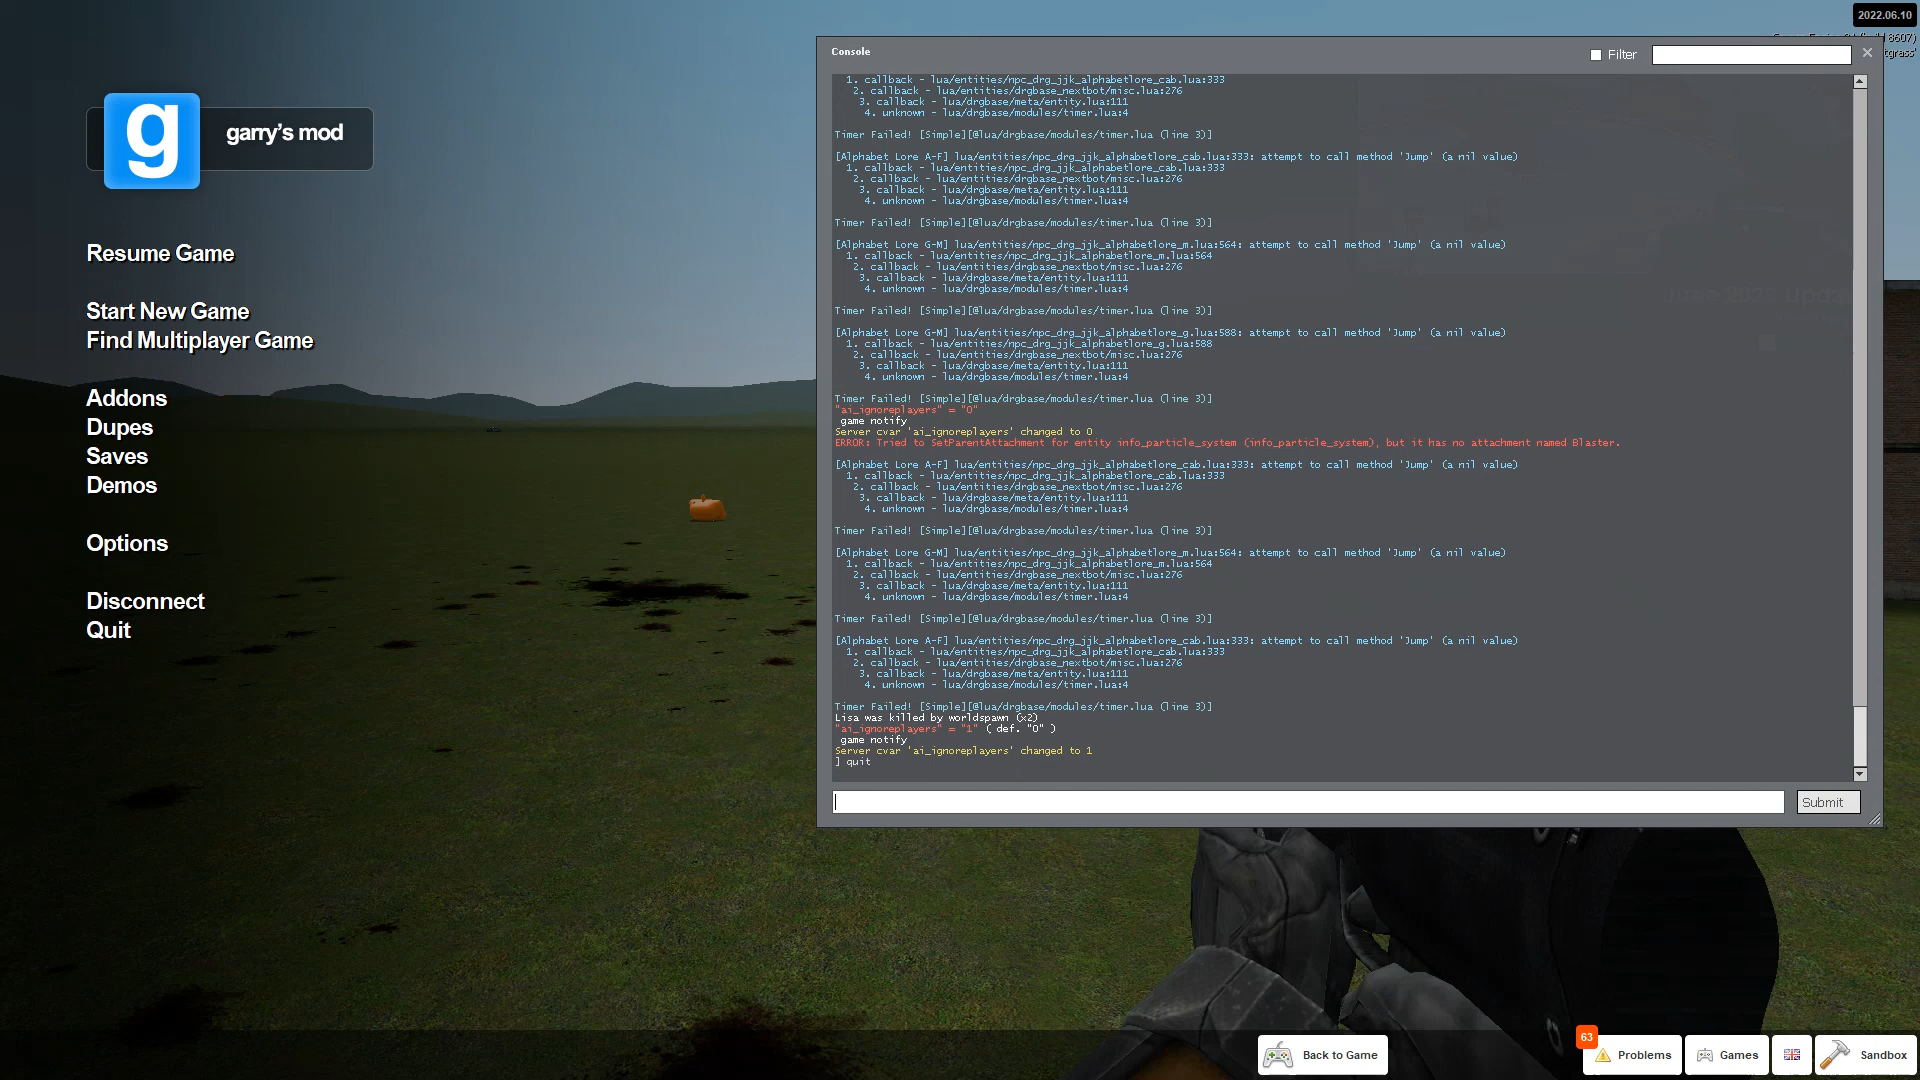 2022.06.10
8607)
grass'
g
garry's mod
Resume Game
Start New Game
Find Multiplayer Game
Addons
Dupes
Saves
Demos
Options
Disconnect
Quit
Console
Filter
1. callback - lua/entities/npc_drg_jjk_alphabetlore_cab.lua:333
2. callback - lua/entities/drgbase_nextbot/misc.lua:276
3. callback - lua/drgbase/meta/entity.lua:111
4. unknown - lua/drgbase/modules/timer.lua:4
Timer Failed! [Simple][@lua/drgbase/modules/timer.lua (line 3)]
[Alphabet Lore A-F] lua/entities/npc_drg_jjk_alphabetlore_cab.lua:333: attempt to call method 'Jump' (a nil value)
1. callback - lua/entities/npc_drg_jjk_alphabetlore_cab.lua:333
2. callback - lua/entities/drgbase_nextbot/misc.lua:276
3. callback - lua/drgbase/meta/entity.lua:111
4. unknown - lua/drgbase/modules/timer.lua:4
Timer Failed! [Simple][@lua/drgbase/modules/timer.lua (line 3)]
[Alphabet Lore G-M] lua/entities/npc_drg_jjk_alphabetlore_m.lua:564: attempt to call method 'Jump' (a nil value)
1. callback - lua/entities/npc_drg_jjk_alphabetlore_m.lua:564
2. callback - lua/entities/drgbase_nextbot/misc.lua:276
3. callback - lua/drgbase/meta/entity.lua:111
4. unknown - lua/drgbase/modules/timer.lua:4
Timer Failed! [Simple][@lua/drgbase/modules/timer.lua (line 3)]
[Alphabet Lore G-M] lua/entities/npc_drg_jjk_alphabetlore_g.lua:588: attempt to call method 'Jump' (a nil value)
1. callback - lua/entities/npc_drg_jjk_alphabetlore_g.lua:588
2. callback - lua/entities/drgbase_nextbot/misc.lua:276
3. callback - lua/drgbase/meta/entity.lua:111
4. unknown - lua/drgbase/modules/timer.lua:4
Timer Failed! [Simple][@lua/drgbase/modules/timer.lua (line 3)]
"ai_ignoreplayers" = "0"
game notify
Server cvar 'ai_ignoreplayers' changed to 0
ERROR: Tried to SetParentAttachment for entity info_particle_system (info_particle_system), but it has no attachment named Blaster.
[Alphabet Lore A-F] lua/entities/npc_drg_jjk_alphabetlore_cab.lua:333: attempt to call method 'Jump' (a nil value)
1. callback - lua/entities/npc_drg_jjk_alphabetlore_cab.lua:333
2. callback - lua/entities/drgbase_nextbot/misc.lua:276
3. callback - lua/drgbase/meta/entity.lua:111
4. unknown - lua/drgbase/modules/timer.lua:4
Timer Failed! [Simple][@lua/drgbase/modules/timer.lua (line 3)]
[Alphabet Lore G-M] lua/entities/npc_drg_jjk_alphabetlore_m.lua:564: attempt to call method 'Jump' (a nil value)
1. callback - lua/entities/npc_drg_jjk_alphabetlore_m.lua:564
2. callback - lua/entities/drgbase_nextbot/misc.lua:276
3. callback - lua/drgbase/meta/entity.lua:111
4. unknown - lua/drgbase/modules/timer.lua:4
Timer Failed! [Simple][@lua/drgbase/modules/timer.lua (line 3)]
[Alphabet Lore A-F] lua/entities/npc_drg_jjk_alphabetlore_cab.lua:333: attempt to call method 'Jump' (a nil value)
1. callback - lua/entities/npc_drg_jjk_alphabetlore_cab.lua:333
2. callback - lua/entities/drgbase_nextbot/misc.lua:276
3. callback - lua/drgbase/meta/entity.lua:111
4. unknown - lua/drgbase/modules/timer.lua:4
Timer Failed! [Simple][@lua/drgbase/modules/timer.lua (line 3)]
Lisa was killed by worldspawn (x2)
"ai_ignoreplayers" = "1" ( def. "0" )
game notify
Server cvar 'ai_ignoreplayers' changed to 1
] quit
Submit
Back to Game
63
Problems
Games
Sandbox